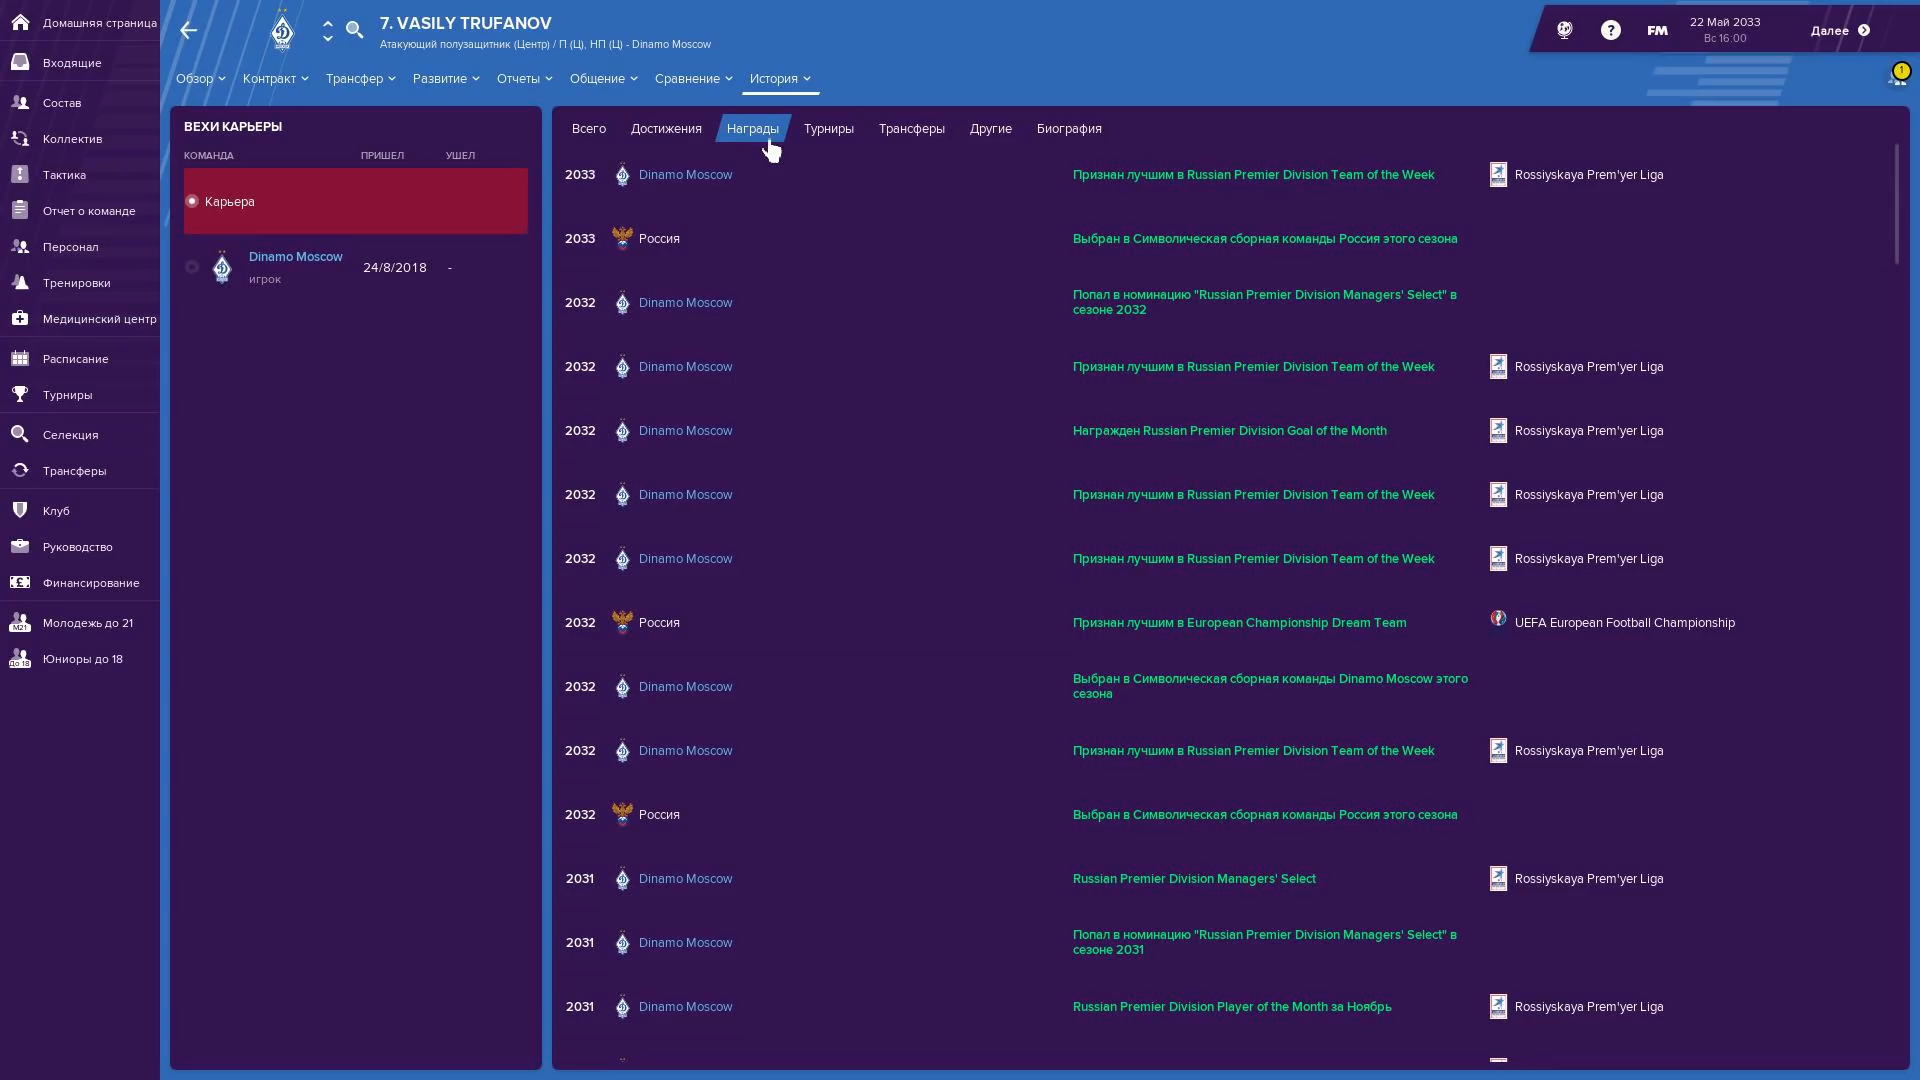 Домашняя страница
Входящие
Состав
Коллектив
Тактика
Отчет о команде
Персонал
Тренировки
Медицинский центр
Расписание
Турниры
Селекция
Трансферы
Клуб
Руководство
£
Финансирование
М21
Молодежь до 21
До 18
Юниоры до 18
7. VASILY TRUFANOV
Атакующий полузащитник (Центр) / П (Ц), НП (Ц) - Dinamo Moscow
?
FM
22 Май 2033
Вс 16:00
Далее
1
Обзор
Контракт
Трансфер
Развитие
Отчеты
Общение
Сравнение
История
ВЕХИ КАРЬЕРЫ
КОМАНДА ПРИШЕЛ УШЕЛ
Карьера
Dinamo Moscow
игрок
24/8/2018 -
Всего Достижения Награды Турниры Трансферы Другие Биография
2033 Dinamo Moscow Признан лучшим в Russian Premier Division Team of the Week Rossiyskaya Prem'yer Liga
2033 Россия Выбран в Символическая сборная команды Россия этого сезона
2032 Dinamo Moscow Попал в номинацию "Russian Premier Division Managers' Select" в
сезоне 2032
2032 Dinamo Moscow Признан лучшим в Russian Premier Division Team of the Week Rossiyskaya Prem'yer Liga
2032 Dinamo Moscow Награжден Russian Premier Division Goal of the Month Rossiyskaya Prem'yer Liga
2032 Dinamo Moscow Признан лучшим в Russian Premier Division Team of the Week Rossiyskaya Prem'yer Liga
2032 Dinamo Moscow Признан лучшим в Russian Premier Division Team of the Week Rossiyskaya Prem'yer Liga
2032 Россия Признан лучшим в European Championship Dream Team UEFA European Football Championship
2032 Dinamo Moscow Выбран в Символическая сборная команды Dinamo Moscow этого
сезона
2032 Dinamo Moscow Признан лучшим в Russian Premier Division Team of the Week Rossiyskaya Prem'yer Liga
2032 Россия Выбран в Символическая сборная команды Россия этого сезона
2031 Dinamo Moscow Russian Premier Division Managers' Select Rossiyskaya Prem'yer Liga
2031 Dinamo Moscow Попал в номинацию "Russian Premier Division Managers' Select" в
сезоне 2031
2031 Dinamo Moscow Russian Premier Division Player of the Month за Ноябрь Rossiyskaya Prem'yer Liga